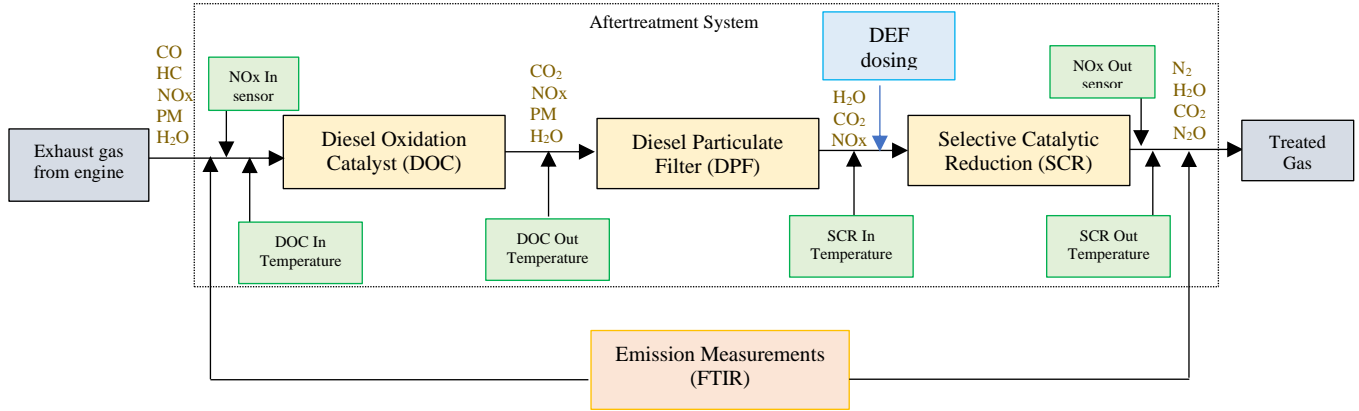 Aftertreatment System
CO
HC
NOx
PM
H₂O
NOx In
sensor
CO₂
NOx
PM
H₂O
DEF
dosing
H₂O
CO₂
NOx
NOx Out
sensor
N₂
H₂O
CO₂
N₂O
Exhaust gas
from engine
Diesel Oxidation
Catalyst (DOC)
Diesel Particulate
Filter (DPF)
Selective Catalytic
Reduction (SCR)
Treated
Gas
DOC In
Temperature
DOC Out
Temperature
SCR In
Temperature
SCR Out
Temperature
Emission Measurements
(FTIR)